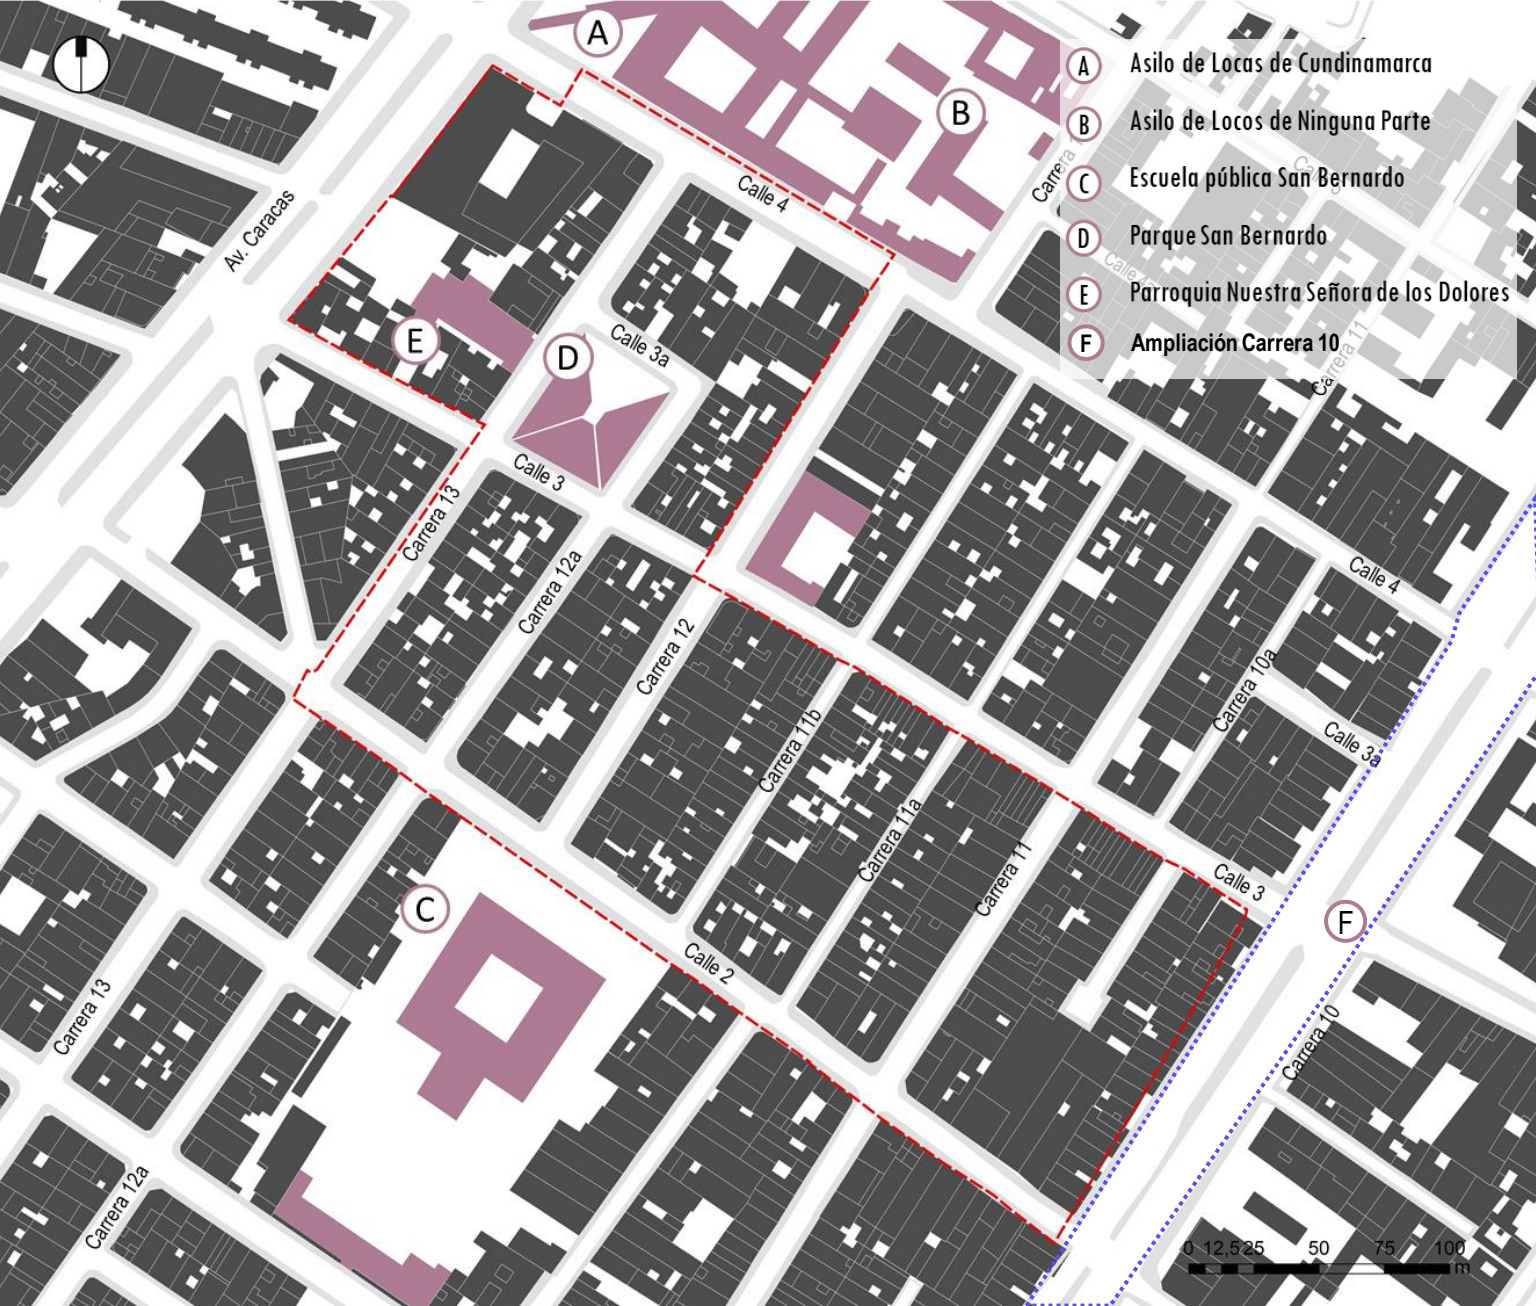 A
B
A Asilo de Locas de Cundinamarca
B Asilo de Locos de Ninguna Parte
C Escuela pública San Bernardo
D Parque San Bernardo
E Parroquia Nuestra Señora de los Dolores
F Ampliación Carrera 10
Carrera 1
Calle 4
Av. Caracas
Carrera 11
E
D
Calle 3a
Calle 3
Carrera 13
Carrera 12a
Carrera 12
Calle 4
Carrera 10a
Calle 3a
Carrera 11b
Carrera 11a
Carrera 11
Calle 3
C
F
Calle 2
Carrera 13
Carrera 10
Carrera 12a
0 12,5 25 50 75 100
m